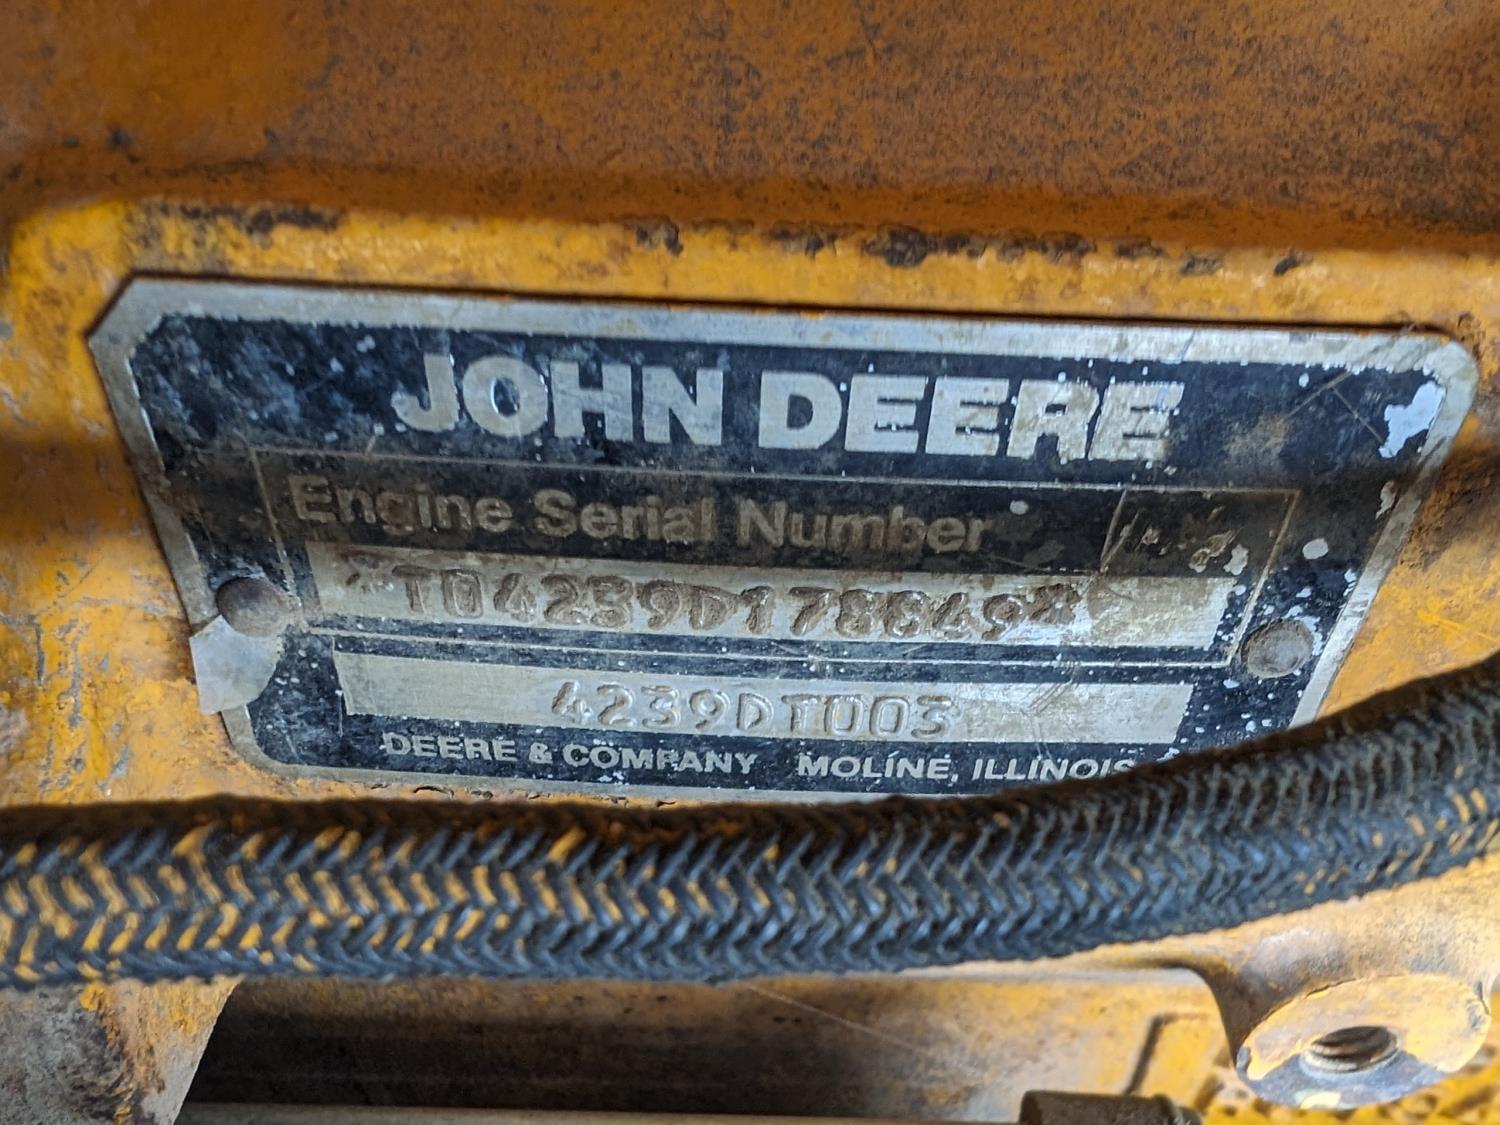 JOHN DEERE
Engine Serial Number
*T04239D178849*
4239DT003
DEERE & COMPANY MOLINE, ILLINOIS